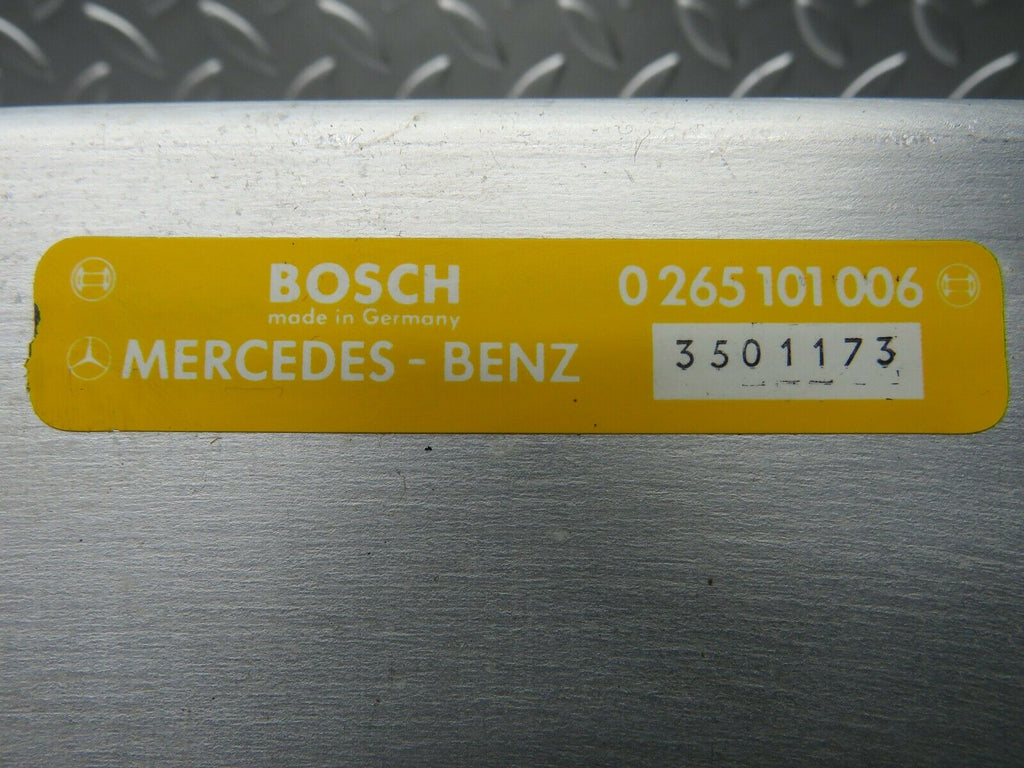 BOSCH 0 265 101 006
made in Germany
MERCEDES - BENZ 3501173